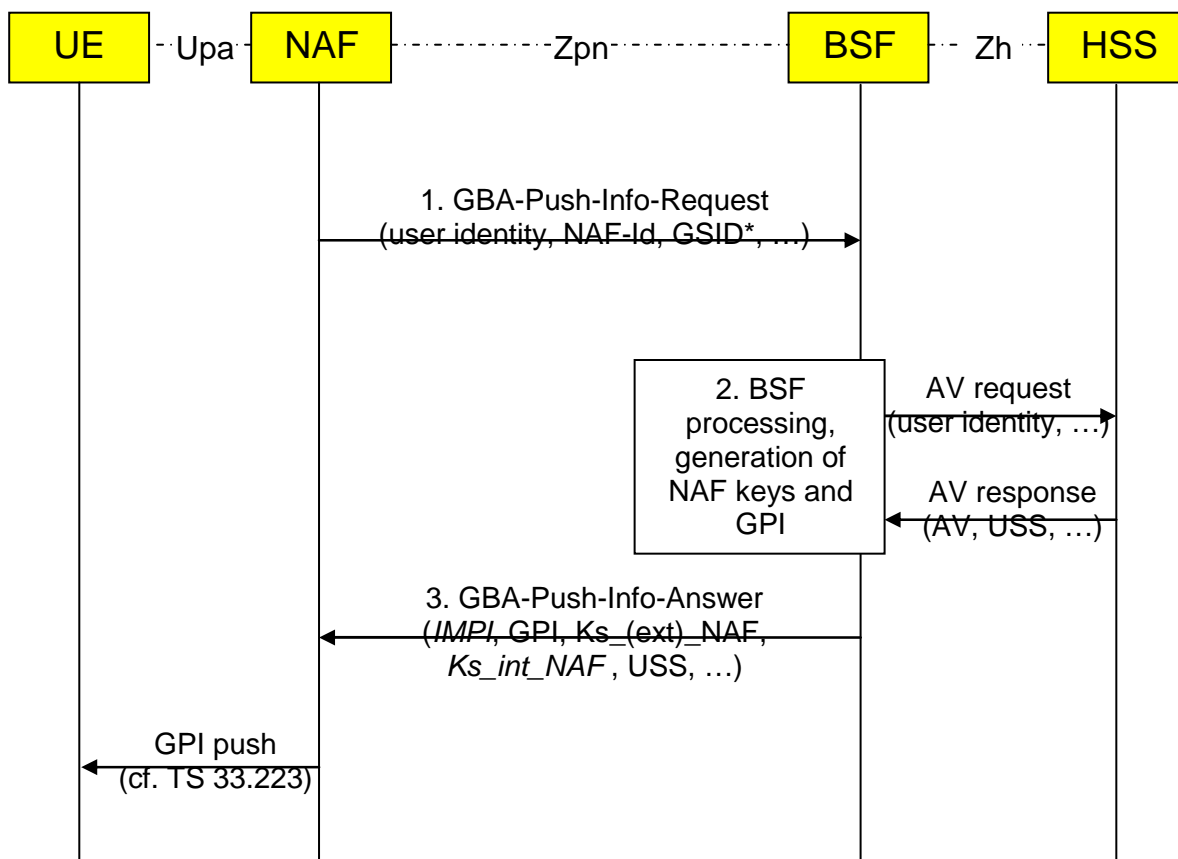 UE Upa NAF Zpn BSF Zh HSS
1. GBA-Push-Info-Request
(user identity, NAF-Id, GSID*, …)
2. BSF
processing,
generation of
NAF keys and
GPI
AV request
(user identity, …)
AV response
(AV, USS, …)
3. GBA-Push-Info-Answer
(IMPI, GPI, Ks_(ext)_NAF,
Ks_int_NAF , USS, …)
GPI push
(cf. TS 33.223)